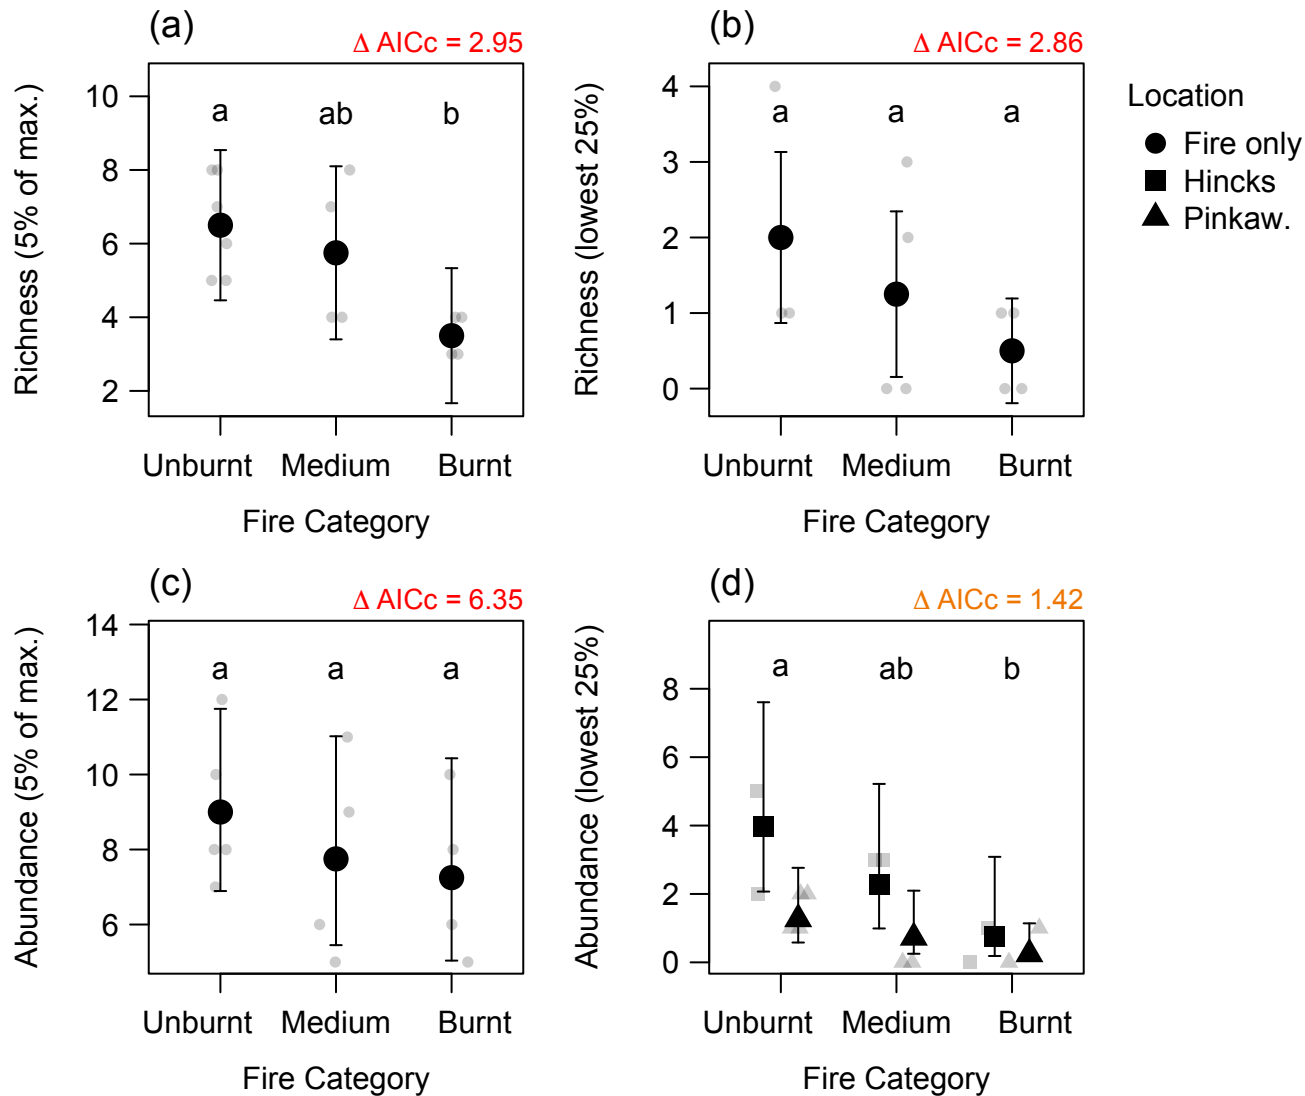 (a)
Δ AICc = 2.95
Richness (5% of max.)
10
8
6
4
2
a ab b
Unburnt Medium Burnt
Fire Category
(b)
Δ AICc = 2.86
Richness (lowest 25%)
4
3
2
1
0
a a a
Unburnt Medium Burnt
Fire Category
Location
Fire only
Hincks
Pinkaw.
(c)
Δ AICc = 6.35
Abundance (5% of max.)
14
12
10
8
6
a a a
Unburnt Medium Burnt
Fire Category
(d)
Δ AICc = 1.42
Abundance (lowest 25%)
8
6
4
2
0
a ab b
Unburnt Medium Burnt
Fire Category